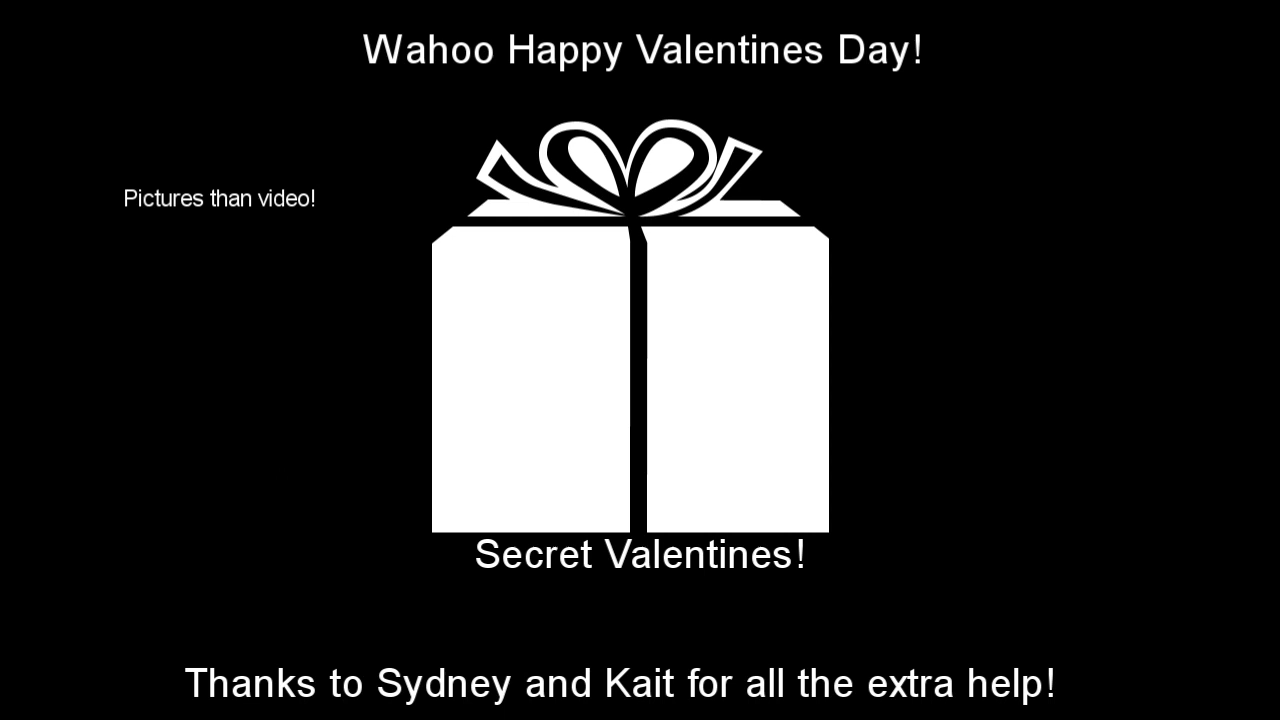 Wahoo Happy Valentines Day!
Pictures than video!
Secret Valentines!
Thanks to Sydney and Kait for all the extra help!